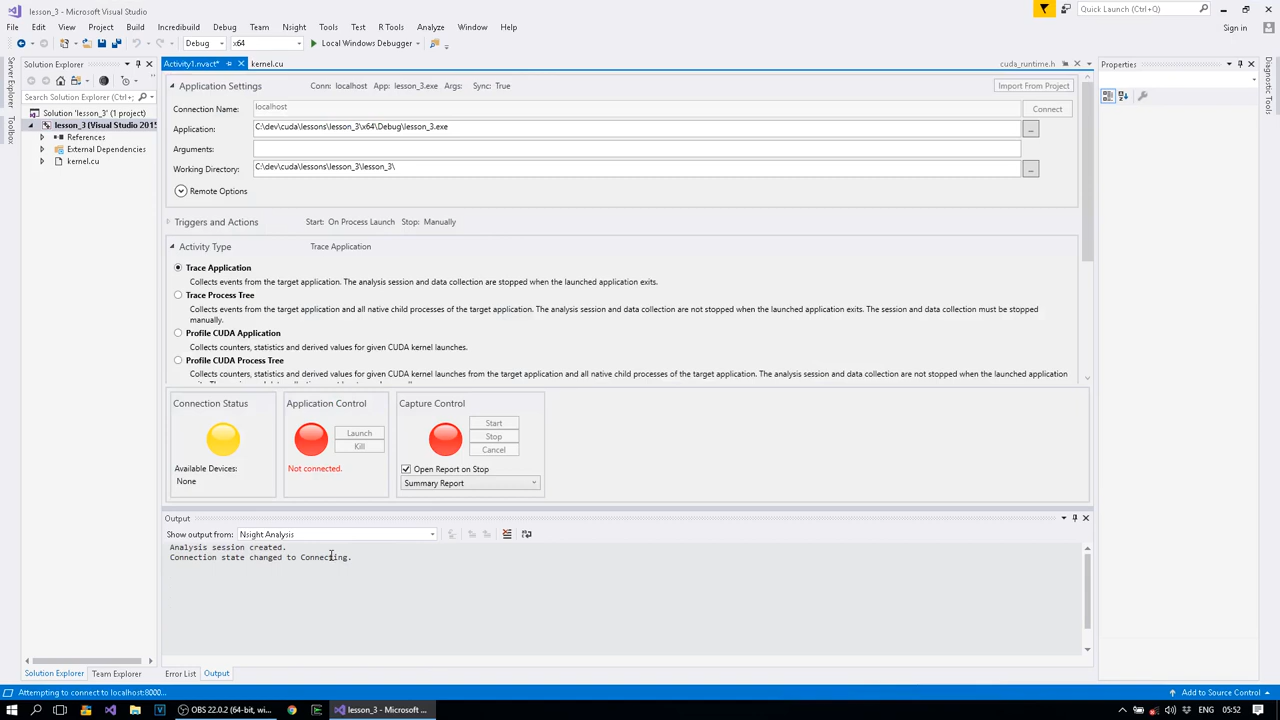 lesson_3 - Microsoft Visual Studio
Quick Launch (Ctrl+Q)
File Edit View Project Build Incredibuild Debug Team Nsight Tools Test R Tools Analyze Window Help
Sign in
Debug x64 Local Windows Debugger
Server Explorer
Toolbox
Solution Explorer
Search Solution Explorer (Ctrl+
Solution 'lesson_3' (1 project)
lesson_3 (Visual Studio 201
References
External Dependencies
kernel.cu
Activity1.nvact* kernel.cu cuda_runtime.h
Application Settings Conn: localhost App: lesson_3.exe Args: Sync: True Import From Project
Connection Name: localhost Connect
Application: C:\dev\cuda\lessons\lesson_3\x64\Debug\lesson_3.exe ...
Arguments:
Working Directory: C:\dev\cuda\lessons\lesson_3\lesson_3\ ...
Remote Options
Triggers and Actions Start: On Process Launch Stop: Manually
Activity Type Trace Application
Trace Application
Collects events from the target application. The analysis session and data collection are stopped when the launched application exits.
Trace Process Tree
Collects events from the target application and all native child processes of the target application. The analysis session and data collection are not stopped when the launched application exits. The session and data collection must be stopped
manually.
Profile CUDA Application
Collects counters, statistics and derived values for given CUDA kernel launches.
Profile CUDA Process Tree
Collects counters, statistics and derived values for given CUDA kernel launches from the target application and all native child processes of the target application. The analysis session and data collection are not stopped when the launched application
Connection Status
Available Devices:
None
Application Control
Launch
Kill
Not connected.
Capture Control
Start
Stop
Cancel
Open Report on Stop
Summary Report
Output
Show output from: Nsight Analysis
Analysis session created.
Connection state changed to Connecting.
Solution Explorer Team Explorer
Error List Output
Properties
Diagnostic Tools
Attempting to connect to localhost:8000...
Add to Source Control
OBS 22.0.2 (64-bit, wi...
lesson_3 - Microsoft ...
ENG 05:52